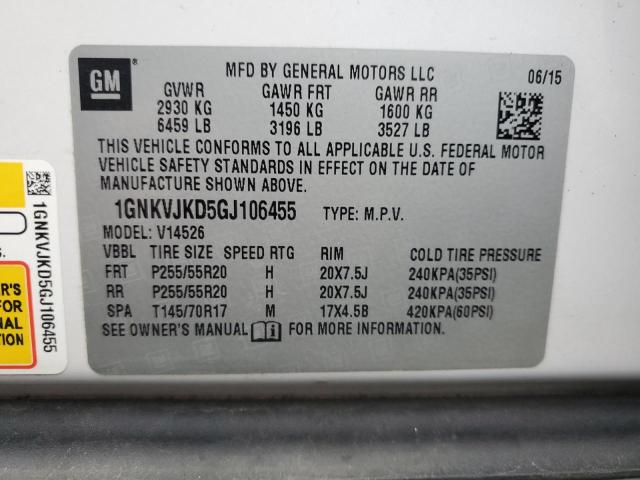 GM
MFD BY GENERAL MOTORS LLC 06/15
GVWR GAWR FRT GAWR RR
2930 KG 1450 KG 1600 KG
6459 LB 3196 LB 3527 LB
THIS VEHICLE CONFORMS TO ALL APPLICABLE U.S. FEDERAL MOTOR
VEHICLE SAFETY STANDARDS IN EFFECT ON THE DATE OF
MANUFACTURE SHOWN ABOVE.
1GNKVJKD5GJ106455 TYPE: M.P.V.
MODEL: V14526
VBBL TIRE SIZE SPEED RTG RIM COLD TIRE PRESSURE
FRT P255/55R20 H 20X7.5J 240KPA(35PSI)
RR P255/55R20 H 20X7.5J 240KPA(35PSI)
SPA T145/70R17 M 17X4.5B 420KPA(60PSI)
SEE OWNER'S MANUAL i FOR MORE INFORMATION.
1GNKVJKD5GJ106455